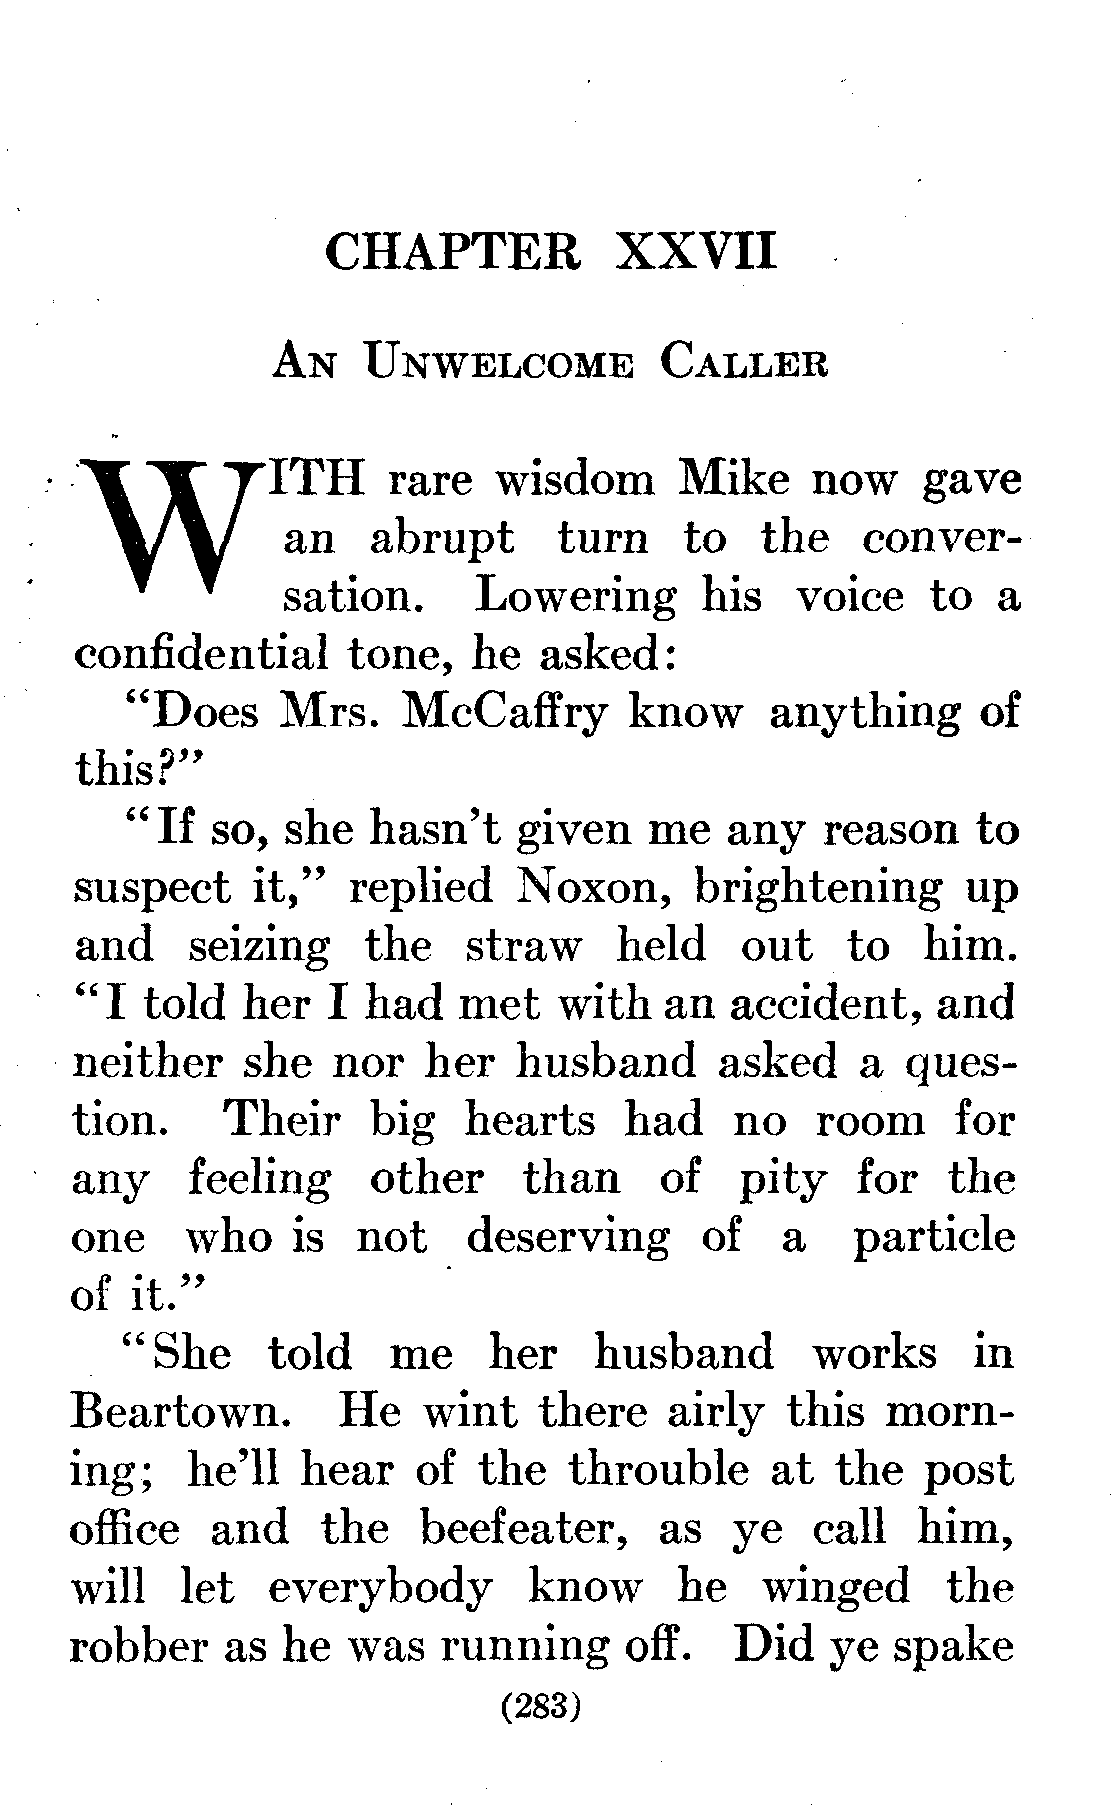 CHAPTER XXVII
An Unwelcome Caller
WITH rare wisdom Mike now gave
an abrupt turn to the conver-
sation. Lowering his voice to a
confidential tone, he asked:
“Does Mrs. McCaffry know anything of
this?”
“If so, she hasn’t given me any reason to
suspect it,” replied Noxon, brightening up
and seizing the straw held out to him.
“I told her I had met with an accident, and
neither she nor her husband asked a ques-
tion. Their big hearts had no room for
any feeling other than of pity for the
one who is not deserving of a particle
of it.”
“She told me her husband works in
Beartown. He wint there airly this morn-
ing; he’ll hear of the throuble at the post
office and the beefeater, as ye call him,
will let everybody know he winged the
robber as he was running off. Did ye spake
(283)